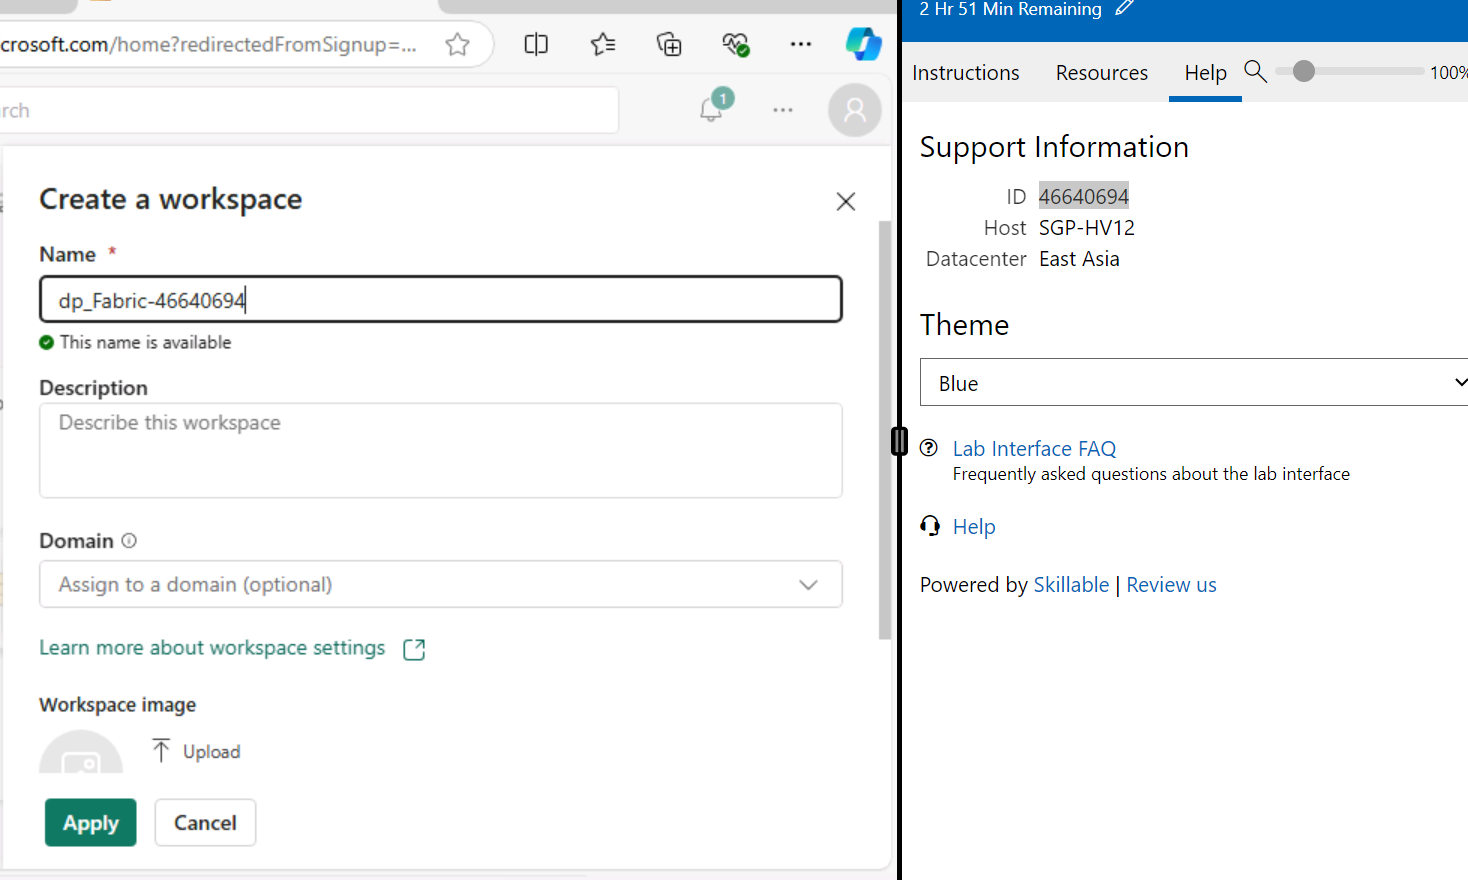 crosoft.com/home?redirectedFromSignup=...
rch
1
Create a workspace
Name *
dp_Fabric-46640694
This name is available
Description
Describe this workspace
Domain
Assign to a domain (optional)
Learn more about workspace settings
Workspace image
Upload
Apply
Cancel
2 Hr 51 Min Remaining
Instructions
Resources
Help
100%
Support Information
ID 46640694
Host SGP-HV12
Datacenter East Asia
Theme
Blue
Lab Interface FAQ
Frequently asked questions about the lab interface
Help
Powered by Skillable | Review us